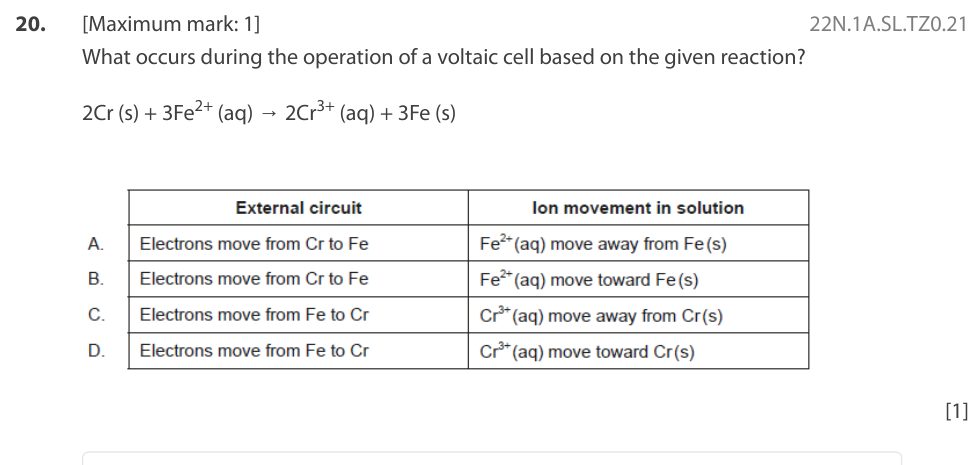 20. [Maximum mark: 1] 22N.1A.SL.TZ0.21
What occurs during the operation of a voltaic cell based on the given reaction?
2Cr (s) + 3Fe²⁺ (aq) → 2Cr³⁺ (aq) + 3Fe (s)
External circuit Ion movement in solution
A. Electrons move from Cr to Fe Fe²⁺(aq) move away from Fe(s)
B. Electrons move from Cr to Fe Fe²⁺(aq) move toward Fe(s)
C. Electrons move from Fe to Cr Cr³⁺(aq) move away from Cr(s)
D. Electrons move from Fe to Cr Cr³⁺(aq) move toward Cr(s)
[1]